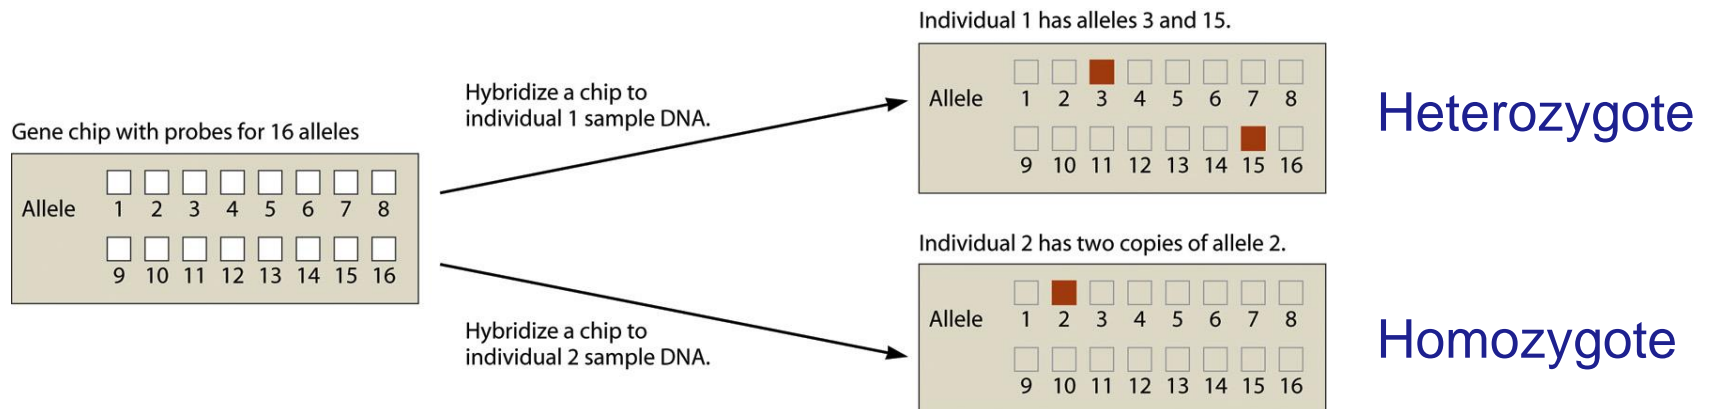 Gene chip with probes for 16 alleles
Allele
1 2 3 4 5 6 7 8
9 10 11 12 13 14 15 16
Hybridize a chip to
individual 1 sample DNA.
Hybridize a chip to
individual 2 sample DNA.
Individual 1 has alleles 3 and 15.
Allele
1 2 3 4 5 6 7 8
9 10 11 12 13 14 15 16
Heterozygote
Individual 2 has two copies of allele 2.
Allele
1 2 3 4 5 6 7 8
9 10 11 12 13 14 15 16
Homozygote